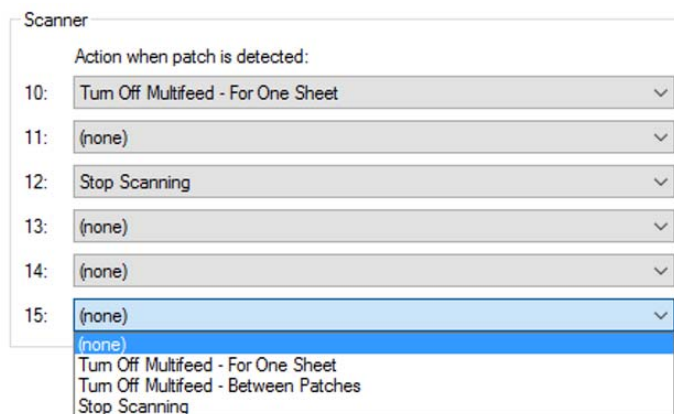 Scanner
Action when patch is detected:
10: Turn Off Multifeed - For One Sheet
11: (none)
12: Stop Scanning
13: (none)
14: (none)
15: (none)
(none)
Turn Off Multifeed - For One Sheet
Turn Off Multifeed - Between Patches
Stop Scanning